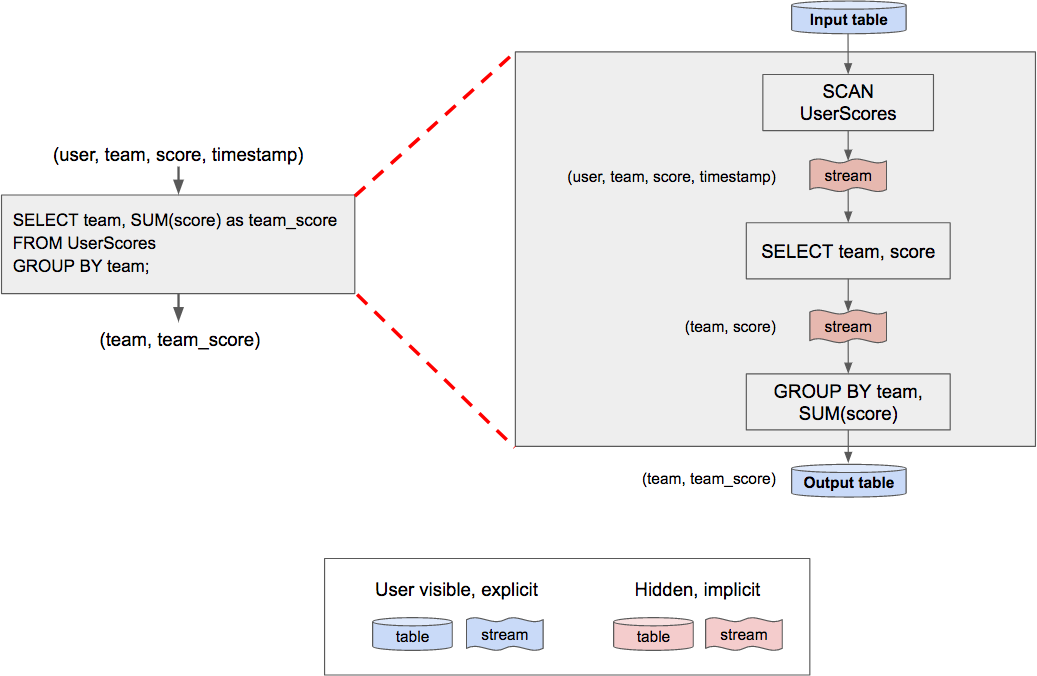 Input table
SCAN
UserScores
(user, team, score, timestamp)
(user, team, score, timestamp)
stream
SELECT team, SUM(score) as team_score
FROM UserScores
GROUP BY team;
SELECT team, score
(team, score)
stream
(team, team_score)
GROUP BY team,
SUM(score)
(team, team_score)
Output table
User visible, explicit
Hidden, implicit
table
stream
table
stream